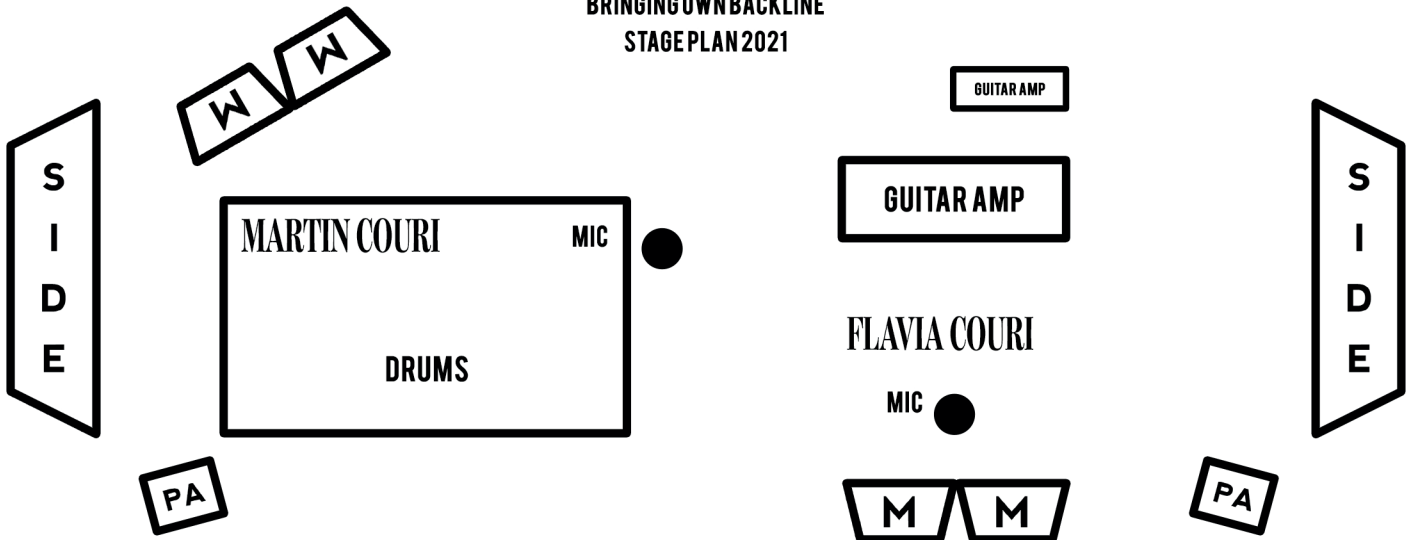 BRINGING OWN BACKLINE
STAGE PLAN 2021
M
M
GUITAR AMP
S
I
D
E
GUITAR AMP
S
I
D
E
MARTIN COURI
MIC
FLAVIA COURI
DRUMS
MIC
PA
M
M
PA